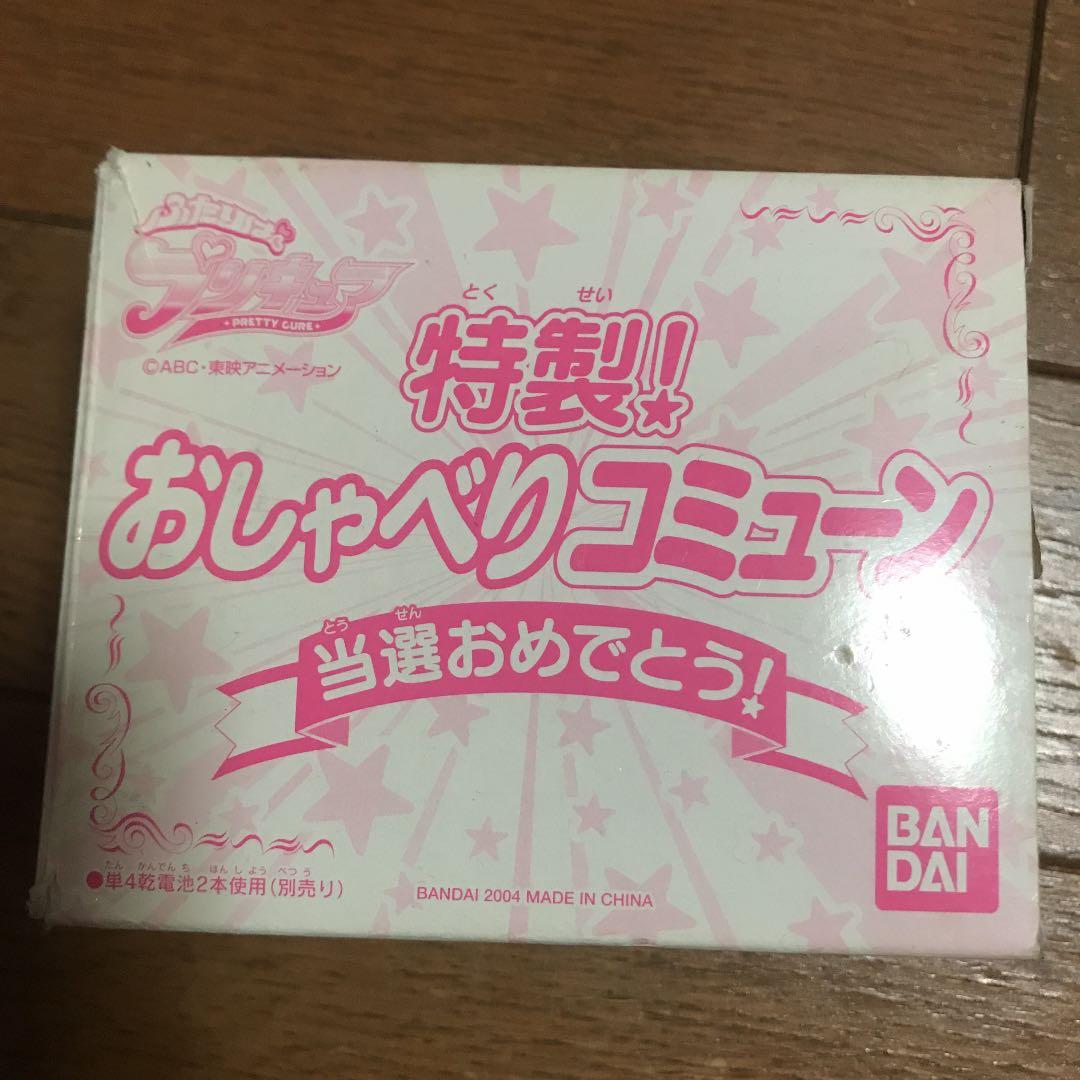 ふたりは
プリキュア
PRETTY CURE
©ABC・東映アニメーション
とく せい
特製!
おしゃべりコミューン
とう せん
当選おめでとう!
たん かんでん ち ほん し よう べつ う
●単4乾電池2本使用(別売り)
BANDAI 2004 MADE IN CHINA
BAN
DAI